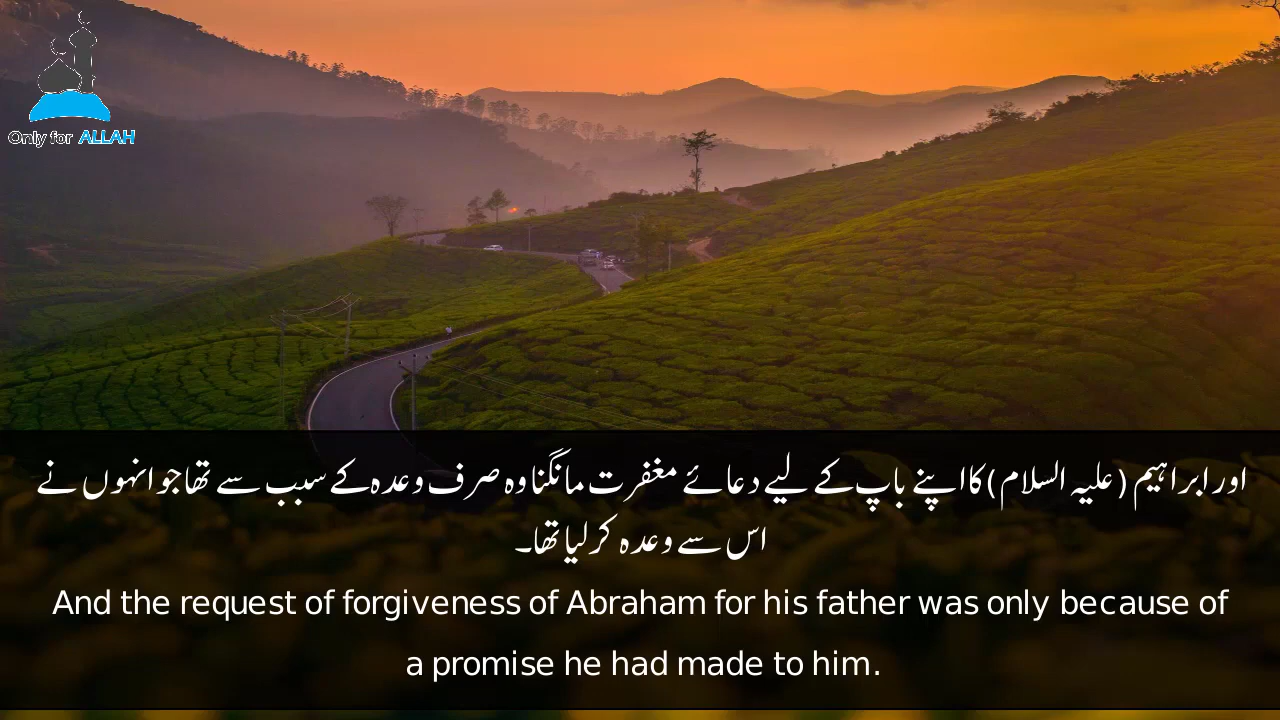 Only for ALLAH
اور ابراہیم (علیہ السلام) کا اپنے باپ کے لیے دعائے مغفرت مانگنا وہ صرف وعدہ کے سبب سے تھا جو انہوں نے
اس سے وعدہ کرلیا تھا۔
And the request of forgiveness of Abraham for his father was only because of
a promise he had made to him.